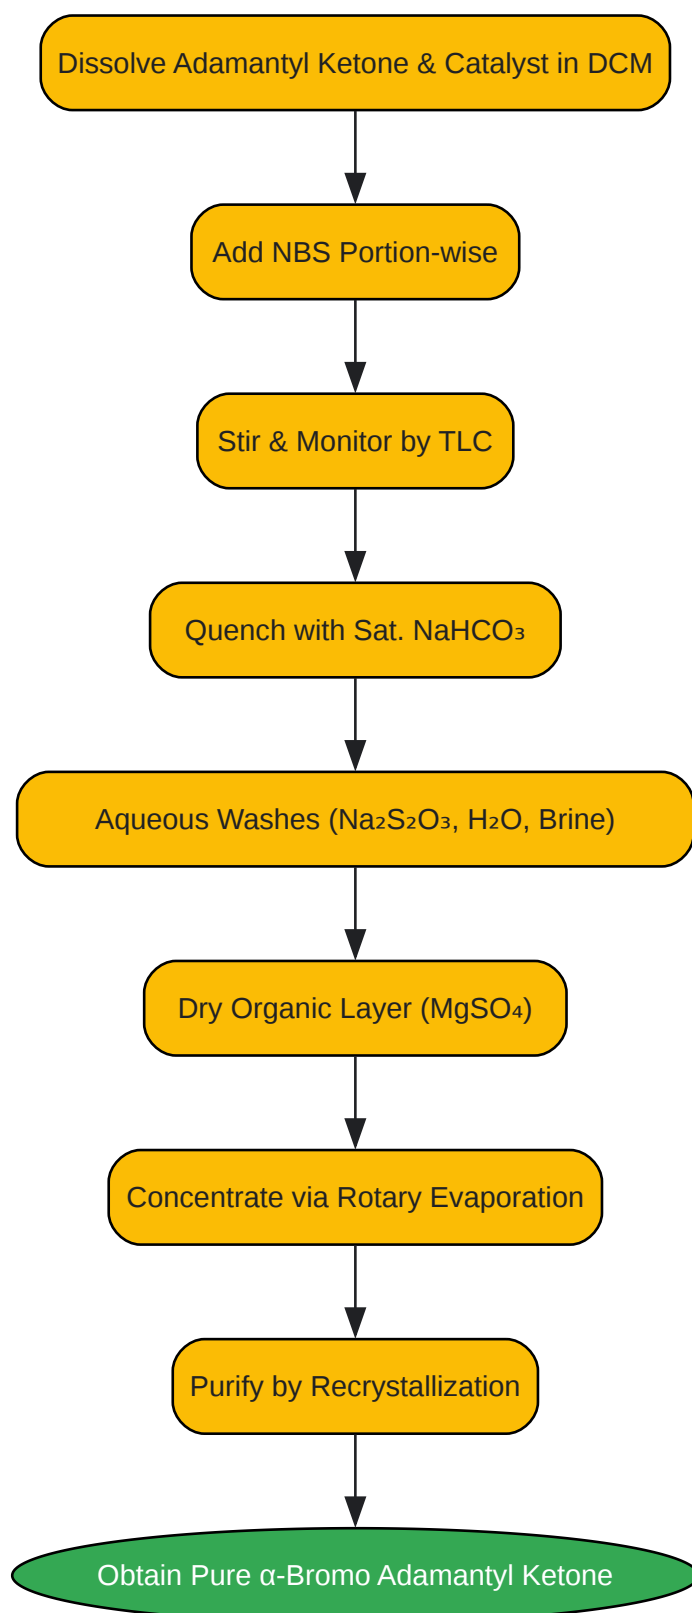 Dissolve Adamantyl Ketone & Catalyst in DCM
Add NBS Portion-wise
Stir & Monitor by TLC
Quench with Sat. NaHCO₃
Aqueous Washes (Na₂S₂O₃, H₂O, Brine)
Dry Organic Layer (MgSO₄)
Concentrate via Rotary Evaporation
Purify by Recrystallization
Obtain Pure α-Bromo Adamantyl Ketone